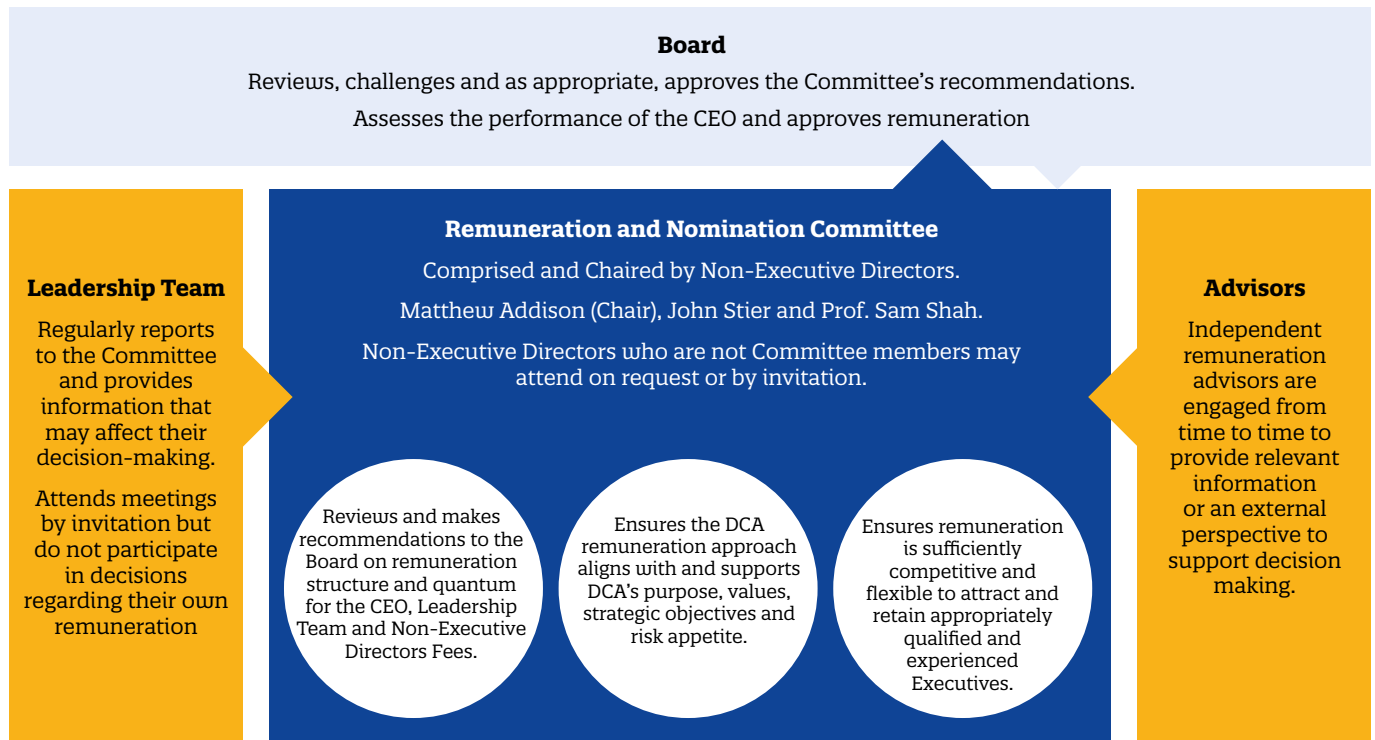 Board
Reviews, challenges and as appropriate, approves the Committee's recommendations.
Assesses the performance of the CEO and approves remuneration
Leadership Team
Regularly reports
to the Committee
and provides
information that
may affect their
decision-making.
Attends meetings
by invitation but
do not participate
in decisions
regarding their own
remuneration
Remuneration and Nomination Committee
Comprised and Chaired by Non-Executive Directors.
Matthew Addison (Chair), John Stier and Prof. Sam Shah.
Non-Executive Directors who are not Committee members may
attend on request or by invitation.
Reviews and makes
recommendations to the
Board on remuneration
structure and quantum
for the CEO, Leadership
Team and Non-Executive
Directors Fees.
Ensures the DCA
remuneration approach
aligns with and supports
DCA's purpose, values,
strategic objectives and
risk appetite.
Ensures remuneration
is sufficiently
competitive and
flexible to attract and
retain appropriately
qualified and
experienced
Executives.
Advisors
Independent
remuneration
advisors are
engaged from
time to time to
provide relevant
information
or an external
perspective to
support decision
making.